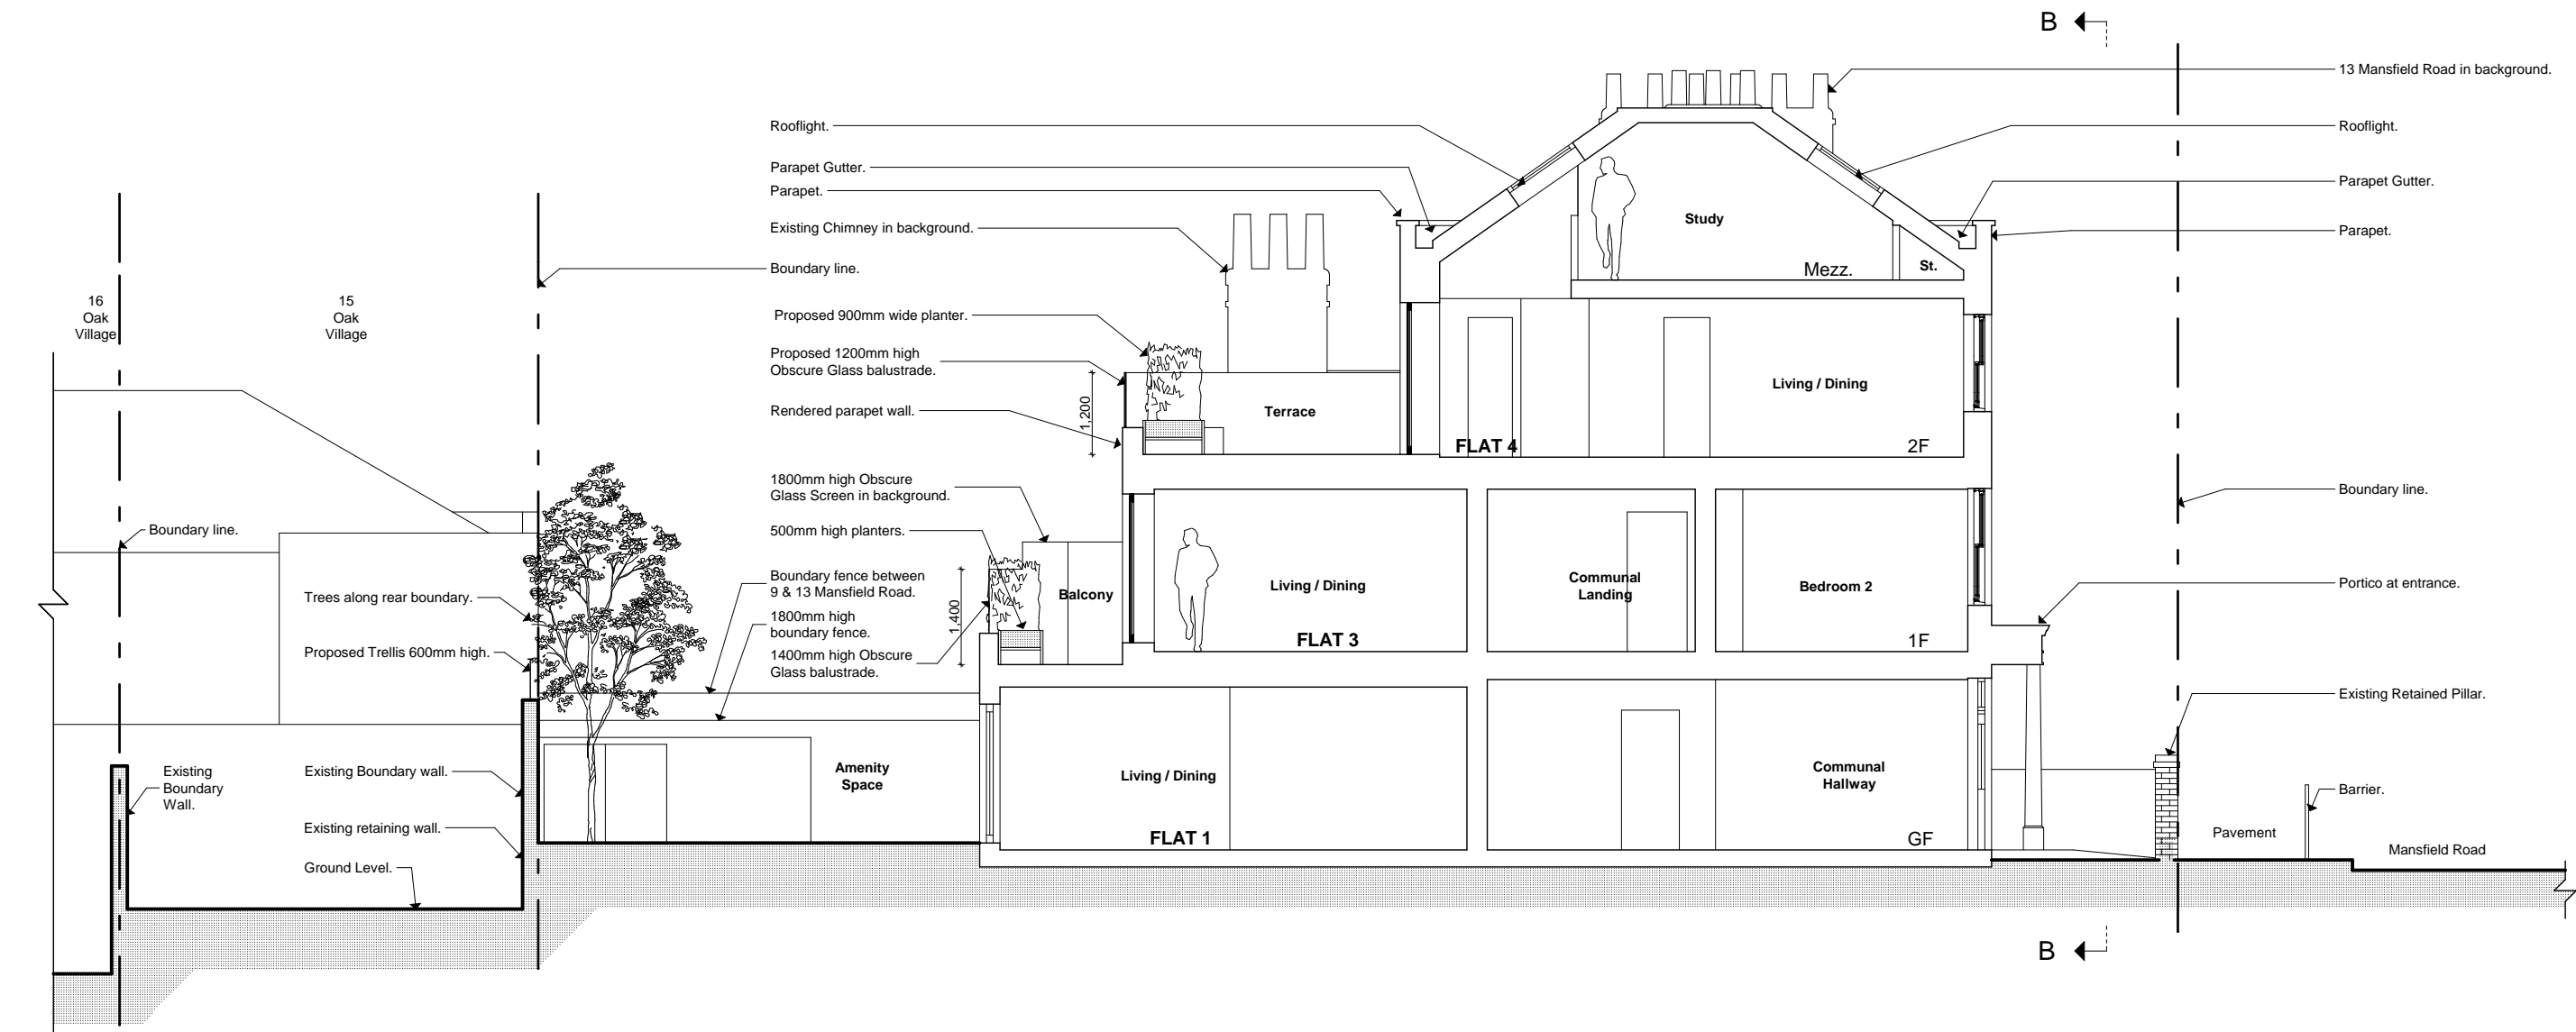 B
13 Mansfield Road in background.
Rooflight.
Rooflight.
Parapet Gutter.
Parapet Gutter.
Parapet.
Study
Existing Chimney in background.
Parapet.
Boundary line.
Mezz.
St.
16
Oak
Village
15
Oak
Village
Proposed 900mm wide planter.
Proposed 1200mm high
Obscure Glass balustrade.
Living / Dining
Rendered parapet wall.
1,200
Terrace
FLAT 4
2F
1800mm high Obscure
Glass Screen in background.
Boundary line.
Boundary line.
500mm high planters.
Boundary fence between
9 & 13 Mansfield Road.
Living / Dining
Communal
Landing
Bedroom 2
Portico at entrance.
Trees along rear boundary.
Balcony
1,400
1800mm high
boundary fence.
FLAT 3
1F
Proposed Trellis 600mm high.
1400mm high Obscure
Glass balustrade.
Existing Retained Pillar.
Existing
Boundary
Wall.
Existing Boundary wall.
Amenity
Space
Living / Dining
Communal
Hallway
Barrier.
Existing retaining wall.
FLAT 1
GF
Pavement
Mansfield Road
Ground Level.
B